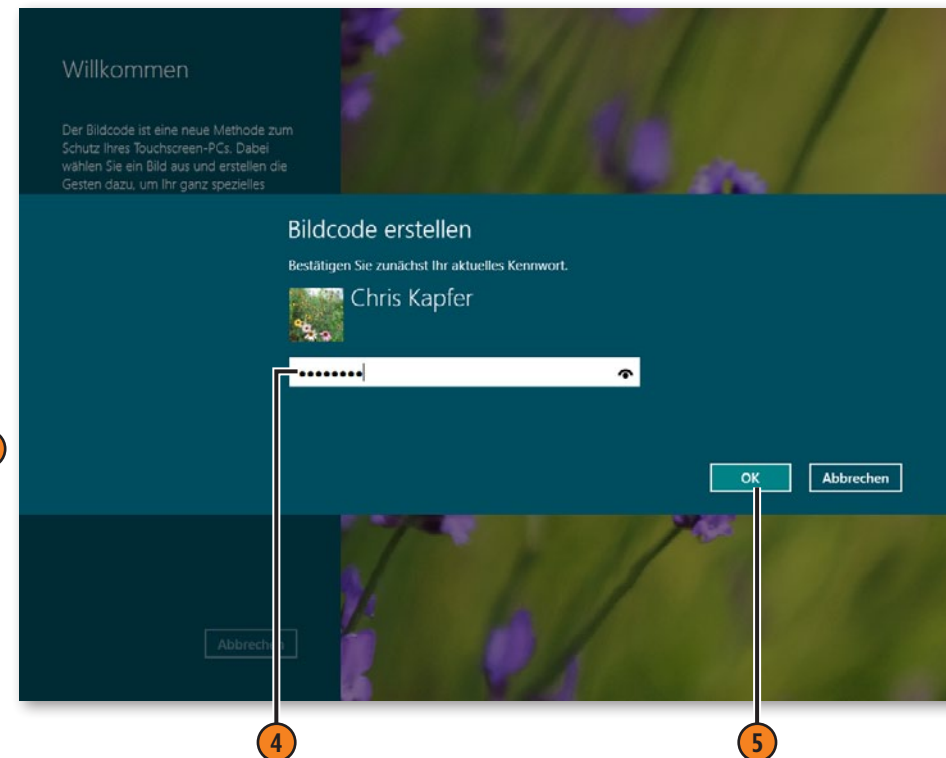 Willkommen
Der Bildcode ist eine neue Methode zum
Schutz Ihres Touchscreen-PCs. Dabei
wählen Sie ein Bild aus und erstellen die
Gesten dazu, um Ihr ganz spezielles
Bildcode erstellen
Bestätigen Sie zunächst Ihr aktuelles Kennwort.
Chris Kapfer
••••••••
OK
Abbrechen
Abbrechen
4
5